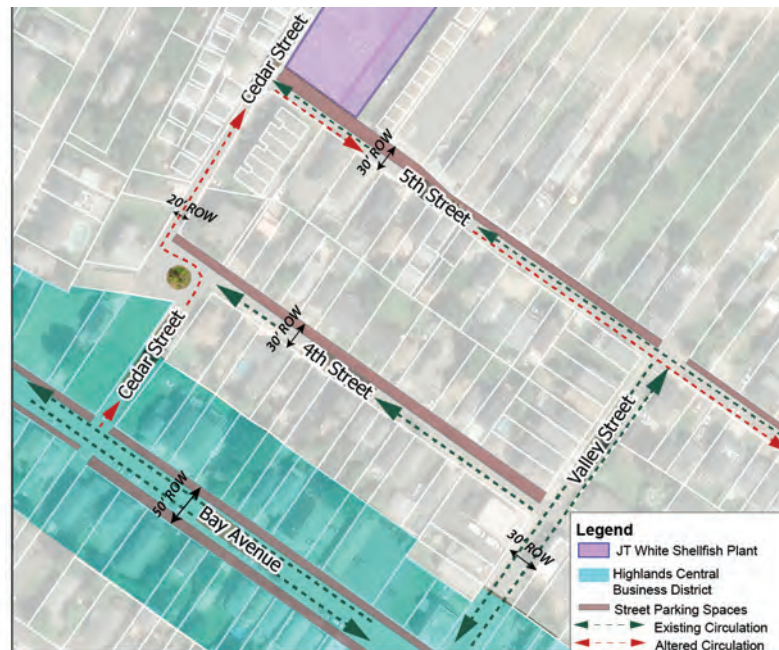 Cedar Street
30' ROW
5th Street
20' ROW
30' ROW
4th Street
Cedar Street
Valley Street
50' ROW
Bay Avenue
30' ROW
Legend
JT White Shellfish Plant
Highlands Central
Business District
Street Parking Spaces
Existing Circulation
Altered Circulation